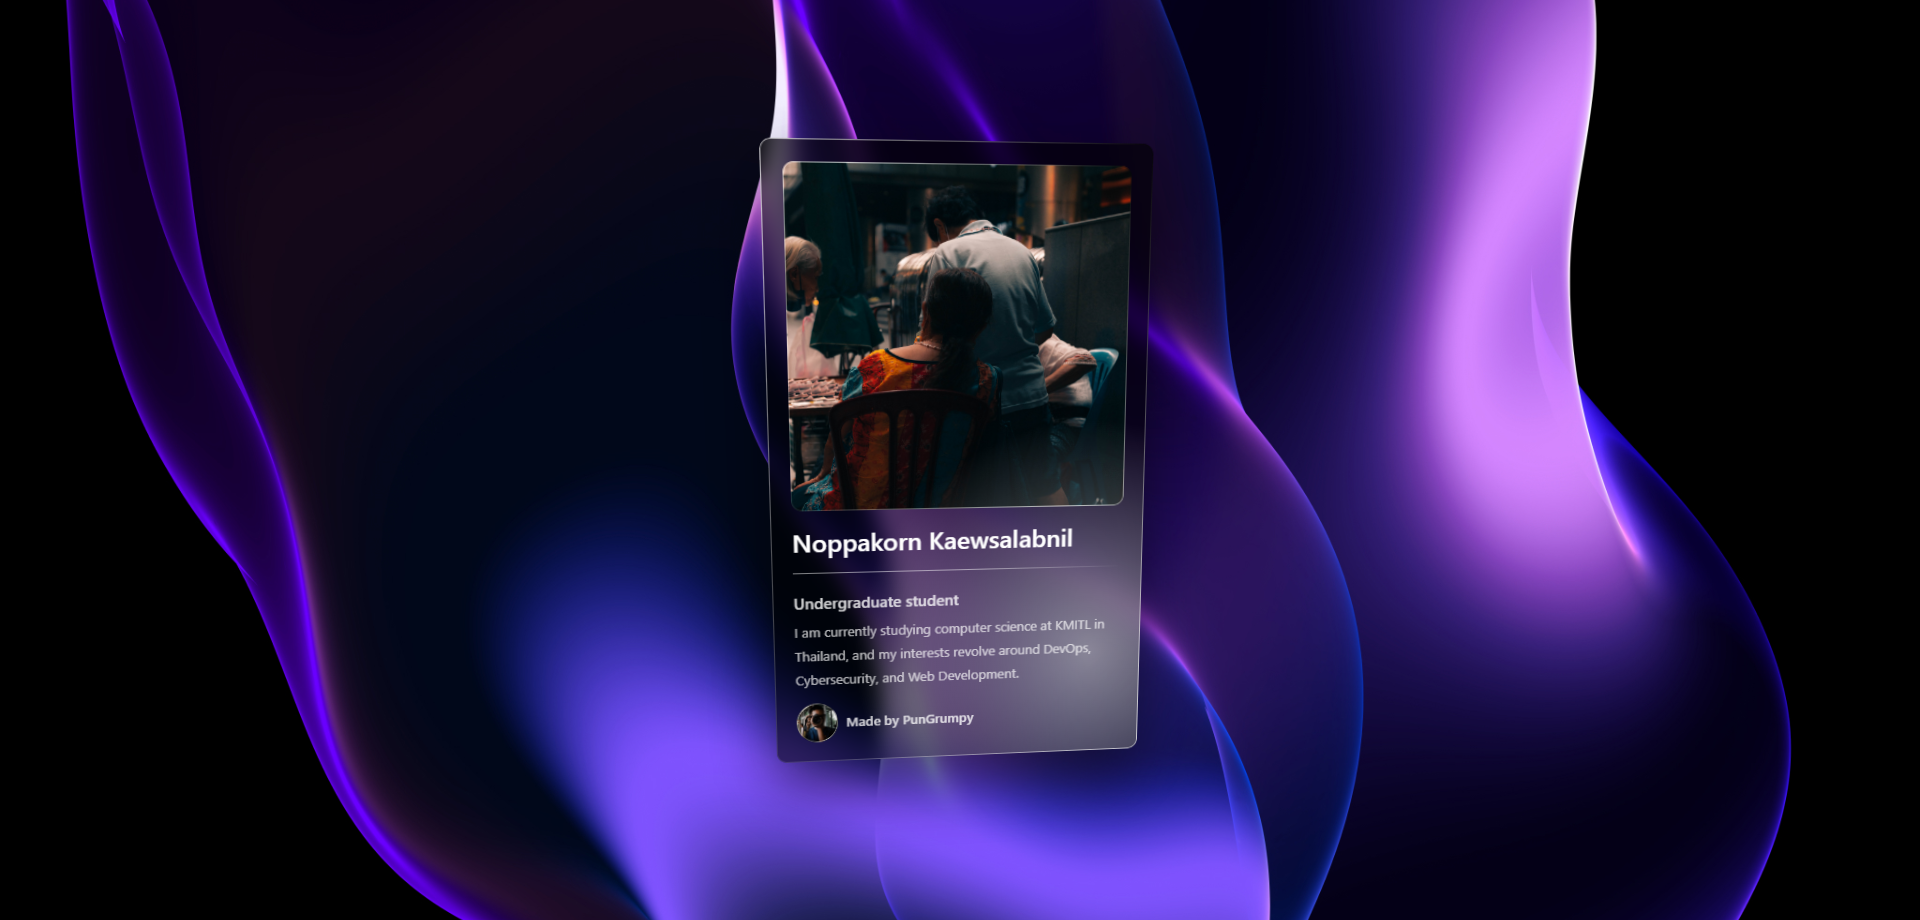 Noppakorn Kaewsalabnil
Undergraduate student
I am currently studying computer science at KMITL in
Thailand, and my interests revolve around DevOps,
Cybersecurity, and Web Development.
Made by PunGrumpy